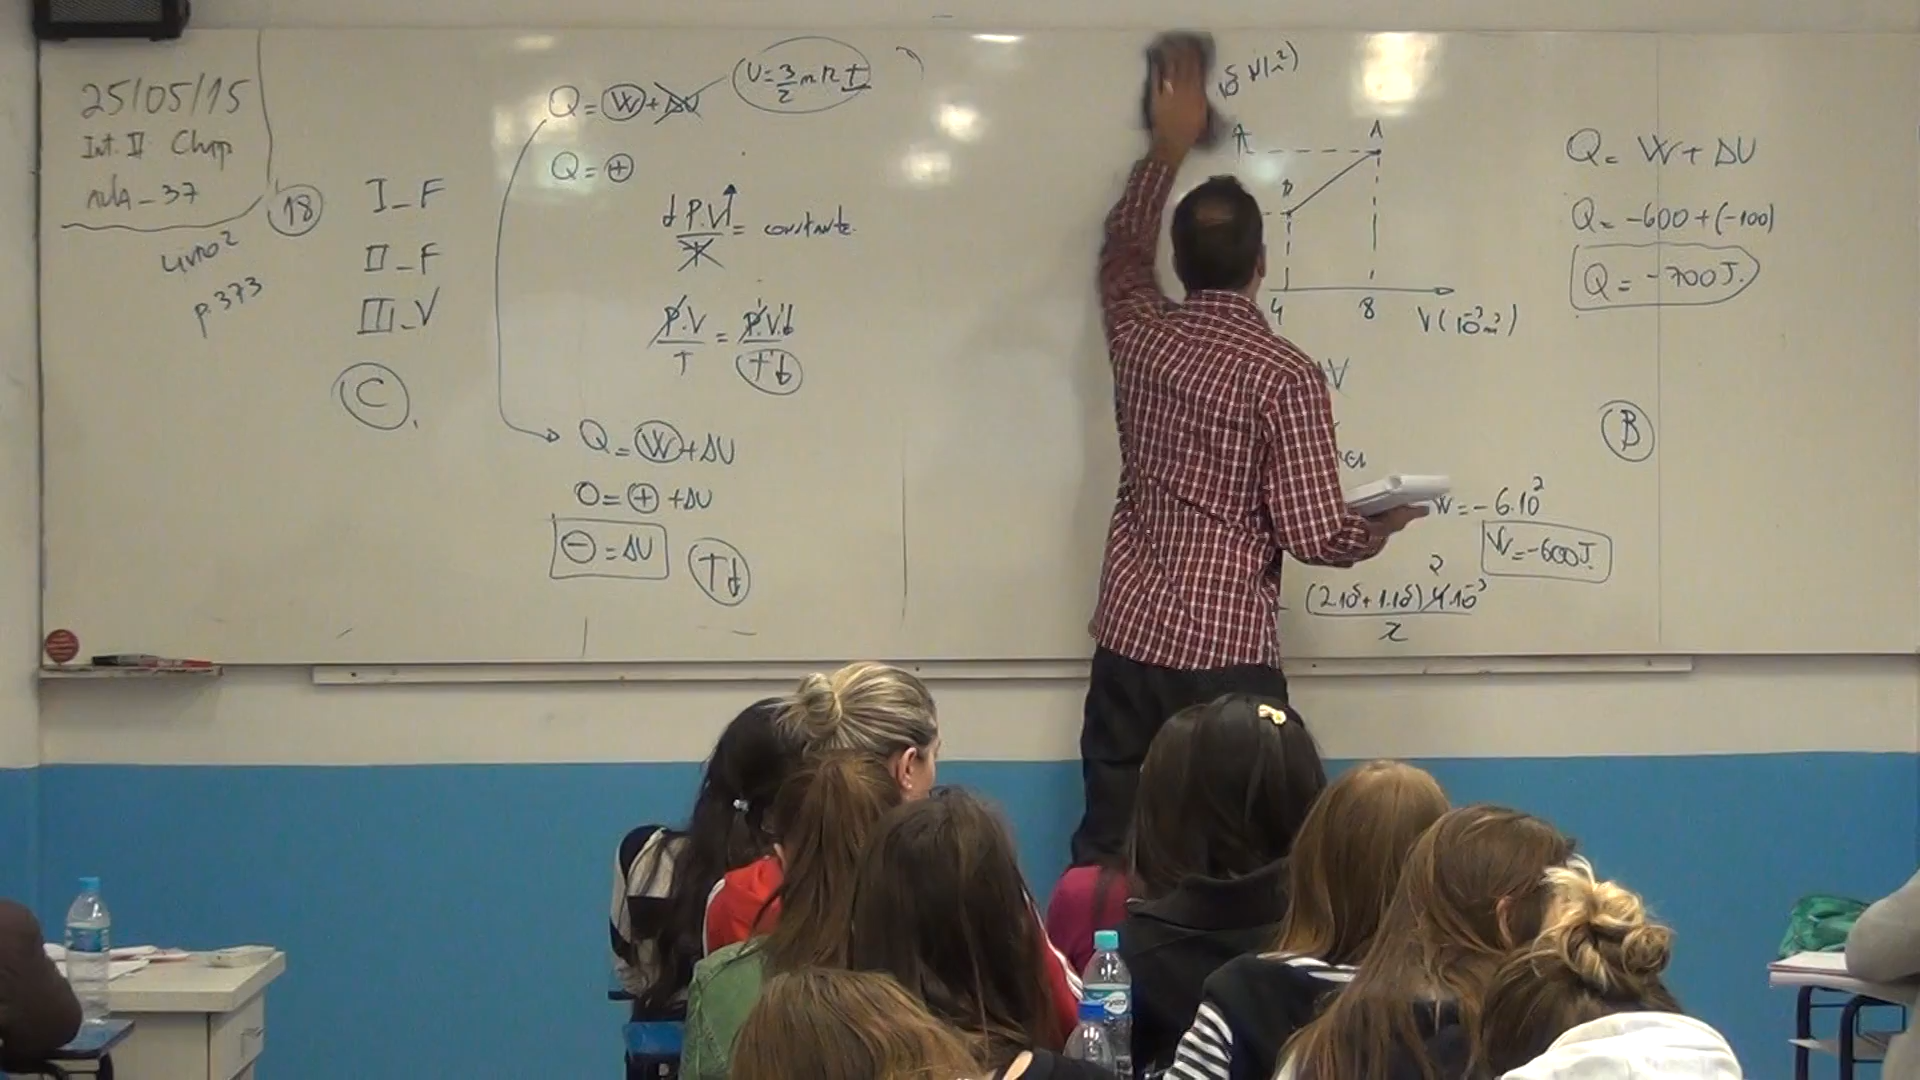 25/05/15
Int. II Chap
aula - 37
Livro 2
p. 373
18
I - F
II - F
III - V
C.
Q = W + ΔU
U = 3/2 m R T
Q = ⊕
P.V / T = constante.
P.V / T = P'.V' / T'
Q = W + ΔU
0 = ⊕ + ΔU
⊖ = ΔU
T↓
A
4 8 V (10⁻³ m³)
W = - 6.10²
W = - 600 J.
(2.10⁵ + 1.10⁵) 4.10⁻³ / 2
2
Q = W + ΔU
Q = - 600 + (-100)
Q = - 700 J.
B